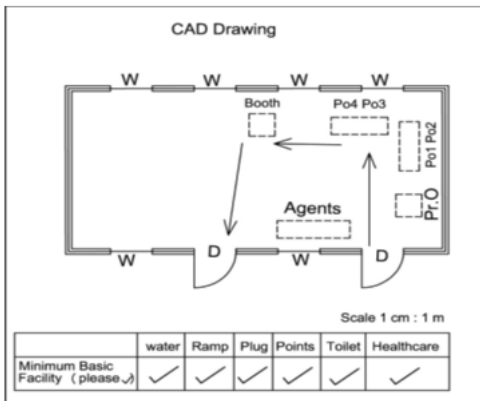 CAD Drawing
W W W W
Booth Po4 Po3
Po1 Po2
Pr.O
Agents
W D W D
Scale 1 cm : 1 m
water Ramp Plug Points Toilet Healthcare
Minimum Basic ✓ ✓ ✓ ✓ ✓ ✓
Facility ( please ✓)